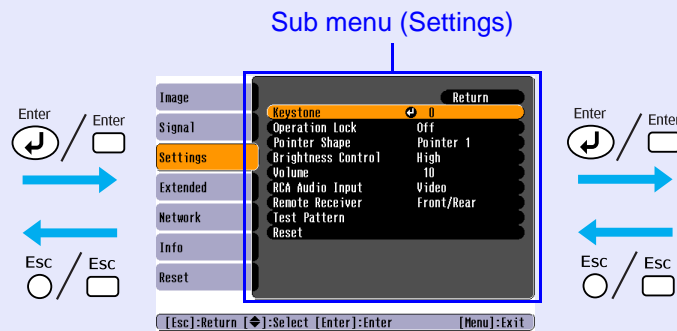 Sub menu (Settings)
Image
Signal
Settings
Extended
Network
Info
Reset
Return
Keystone 0
Operation Lock Off
Pointer Shape Pointer 1
Brightness Control High
Volume 10
RCA Audio Input Video
Remote Receiver Front/Rear
Test Pattern
Reset
[Esc]:Return [◆]:Select [Enter]:Enter [Menu]:Exit
Enter / Enter
Esc / Esc
Enter / Enter
Esc / Esc